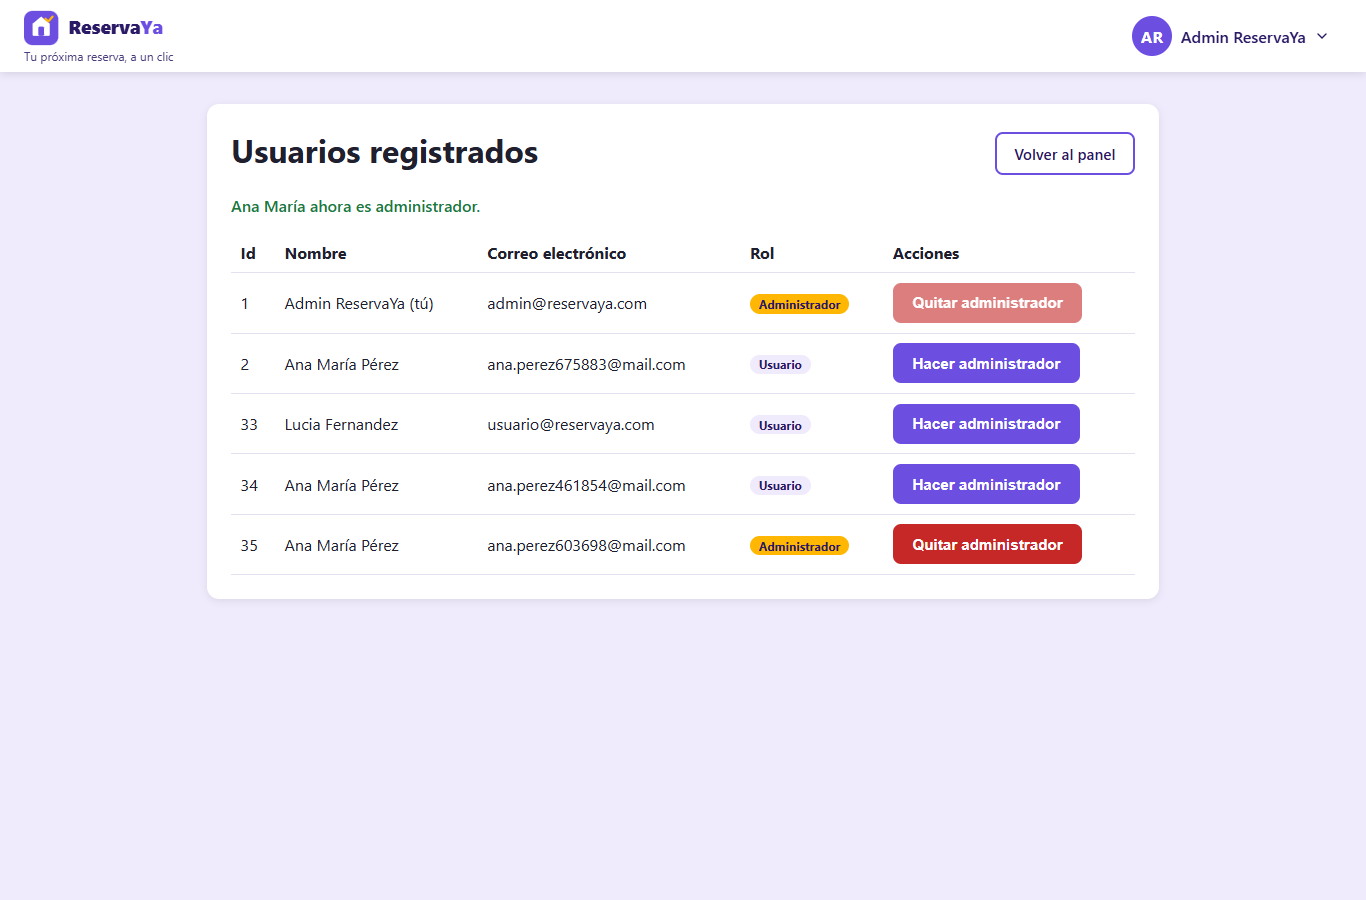 ReservaYa
Tu próxima reserva, a un clic
AR Admin ReservaYa
Usuarios registrados
Volver al panel
Ana María ahora es administrador.
Id Nombre Correo electrónico Rol Acciones
1 Admin ReservaYa (tú) admin@reservaya.com Administrador Quitar administrador
2 Ana María Pérez ana.perez675883@mail.com Usuario Hacer administrador
33 Lucia Fernandez usuario@reservaya.com Usuario Hacer administrador
34 Ana María Pérez ana.perez461854@mail.com Usuario Hacer administrador
35 Ana María Pérez ana.perez603698@mail.com Administrador Quitar administrador